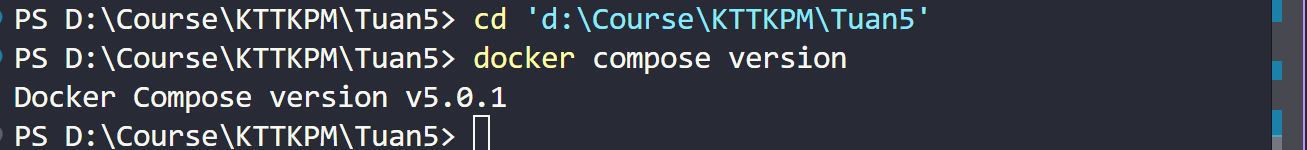 PS D:\Course\KTTKPM\Tuan5> cd 'd:\Course\KTTKPM\Tuan5'
PS D:\Course\KTTKPM\Tuan5> docker compose version
Docker Compose version v5.0.1
PS D:\Course\KTTKPM\Tuan5>